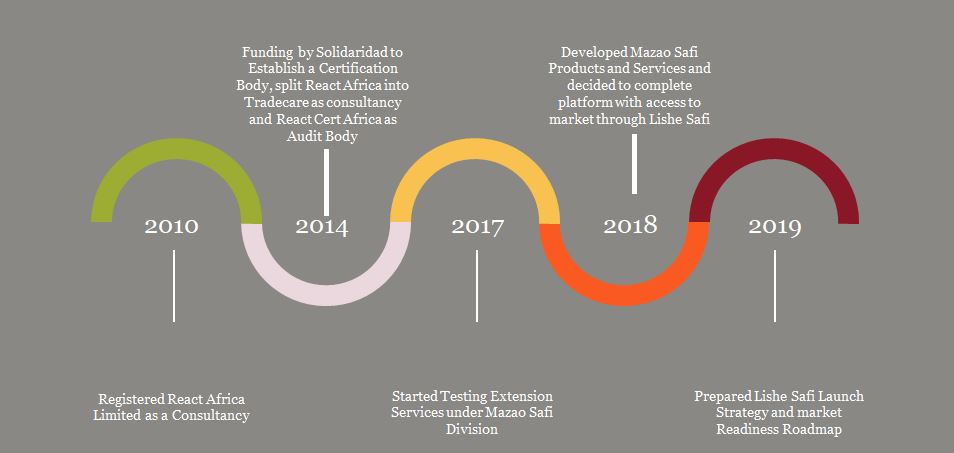 Funding by Solidaridad to
Establish a Certification
Body, split React Africa into
Tradecare as consultancy
and React Cert Africa as
Audit Body
Developed Mazao Safi
Products and Services and
decided to complete
platform with access to
market through Lishe Safi
2010
2014
2017
2018
2019
Registered React Africa
Limited as a Consultancy
Started Testing Extension
Services under Mazao Safi
Division
Prepared Lishe Safi Launch
Strategy and market
Readiness Roadmap